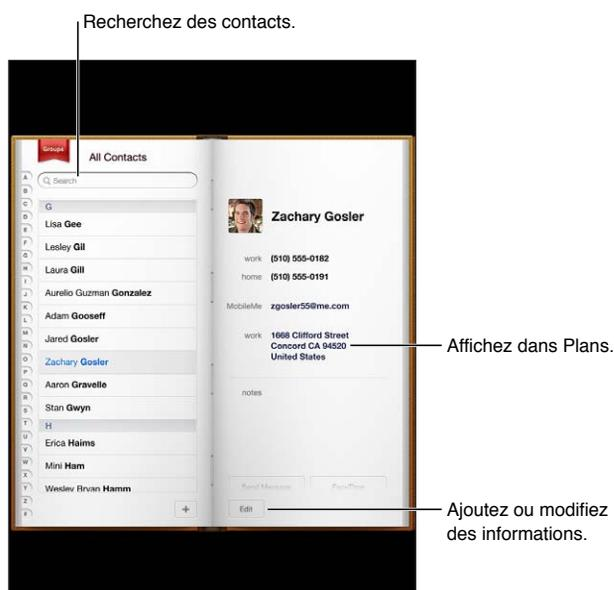 Recherchez des contacts.
Groups
All Contacts
Search
A
B
C
D
E
F
G
H
I
J
K
L
M
N
O
P
Q
R
S
T
U
V
W
X
Y
Z
#
G
Lisa Gee
Lesley Gil
Laura Gill
Aurelio Guzman Gonzalez
Adam Gooseff
Jared Gosler
Zachary Gosler
Aaron Gravelle
Stan Gwyn
H
Erica Haims
Mini Ham
Wesley Bryan Hamm
+
Zachary Gosler
work (510) 555-0182
home (510) 555-0191
MobileMe zgosler55@me.com
work 1668 Clifford Street
Concord CA 94520
United States
notes
Send Message FaceTime
Edit
Affichez dans Plans.
Ajoutez ou modifiez
des informations.